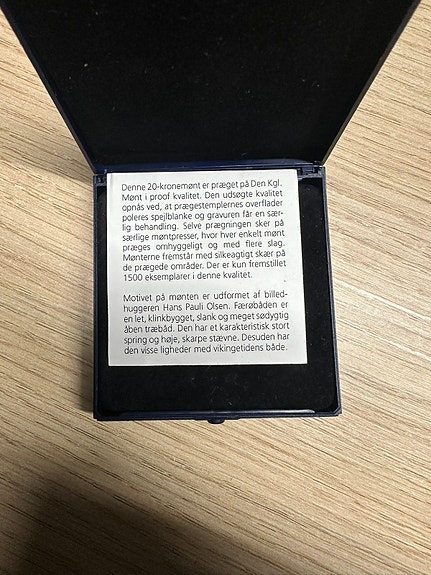 Denne 20-kronemønt er præget på Den Kgl.
Mønt i proof kvalitet. Den udsøgte kvalitet
opnås ved, at prægestemplernes overflader
poleres spejlblanke og gravuren får en sær-
lig behandling. Selve prægningen sker på
særlige møntpresser, hvor hver enkelt mønt
præges omhyggeligt og med flere slag.
Mønterne fremstår med silkeagtigt skær på
de prægede områder. Der er kun fremstillet
1500 eksemplarer i denne kvalitet.
Motivet på mønten er udformet af billed-
huggeren Hans Pauli Olsen. Færøbåden er
en let, klinkbygget, slank og meget sødygtig
åben træbåd. Den har et karakteristisk stort
spring og høje, skarpe stævne. Desuden har
den visse ligheder med vikingetidens både.